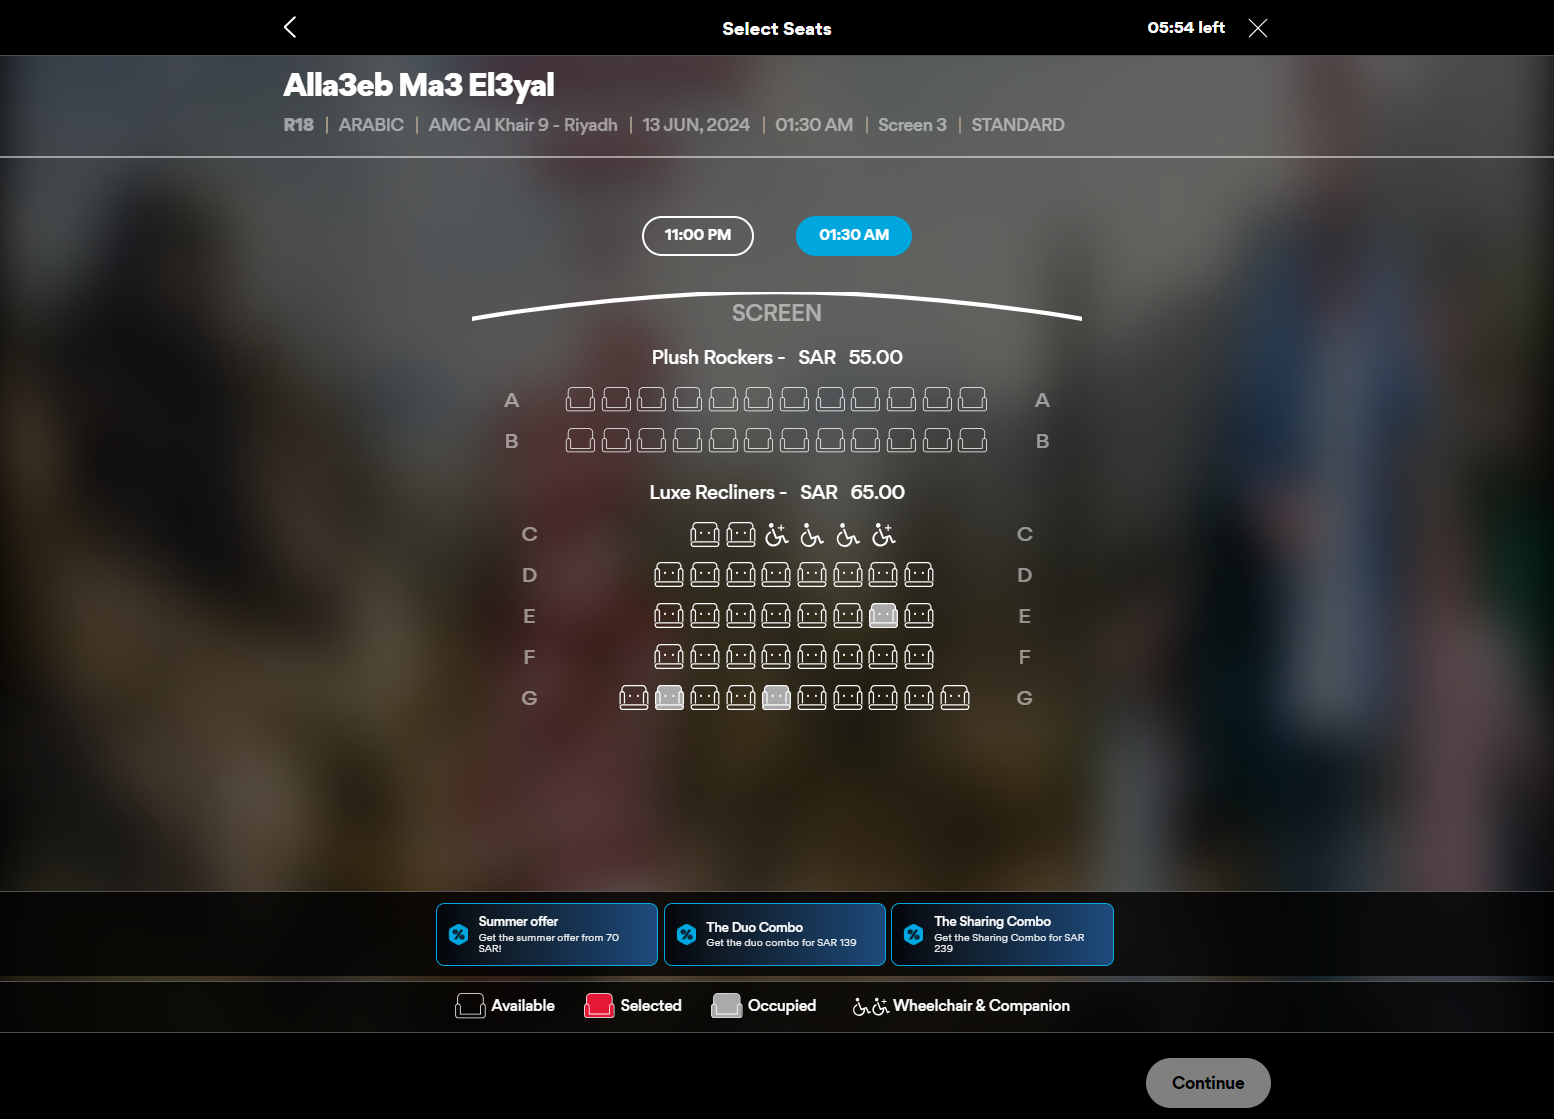 Select Seats
05:54 left
Alla3eb Ma3 El3yal
R18 | ARABIC | AMC Al Khair 9 - Riyadh | 13 JUN, 2024 | 01:30 AM | Screen 3 | STANDARD
11:00 PM
01:30 AM
SCREEN
Plush Rockers - SAR 55.00
A A
B B
Luxe Recliners - SAR 65.00
C C
D D
E E
F F
G G
Summer offer
Get the summer offer from 70
SAR!
The Duo Combo
Get the duo combo for SAR 139
The Sharing Combo
Get the Sharing Combo for SAR
239
Available
Selected
Occupied
Wheelchair & Companion
Continue